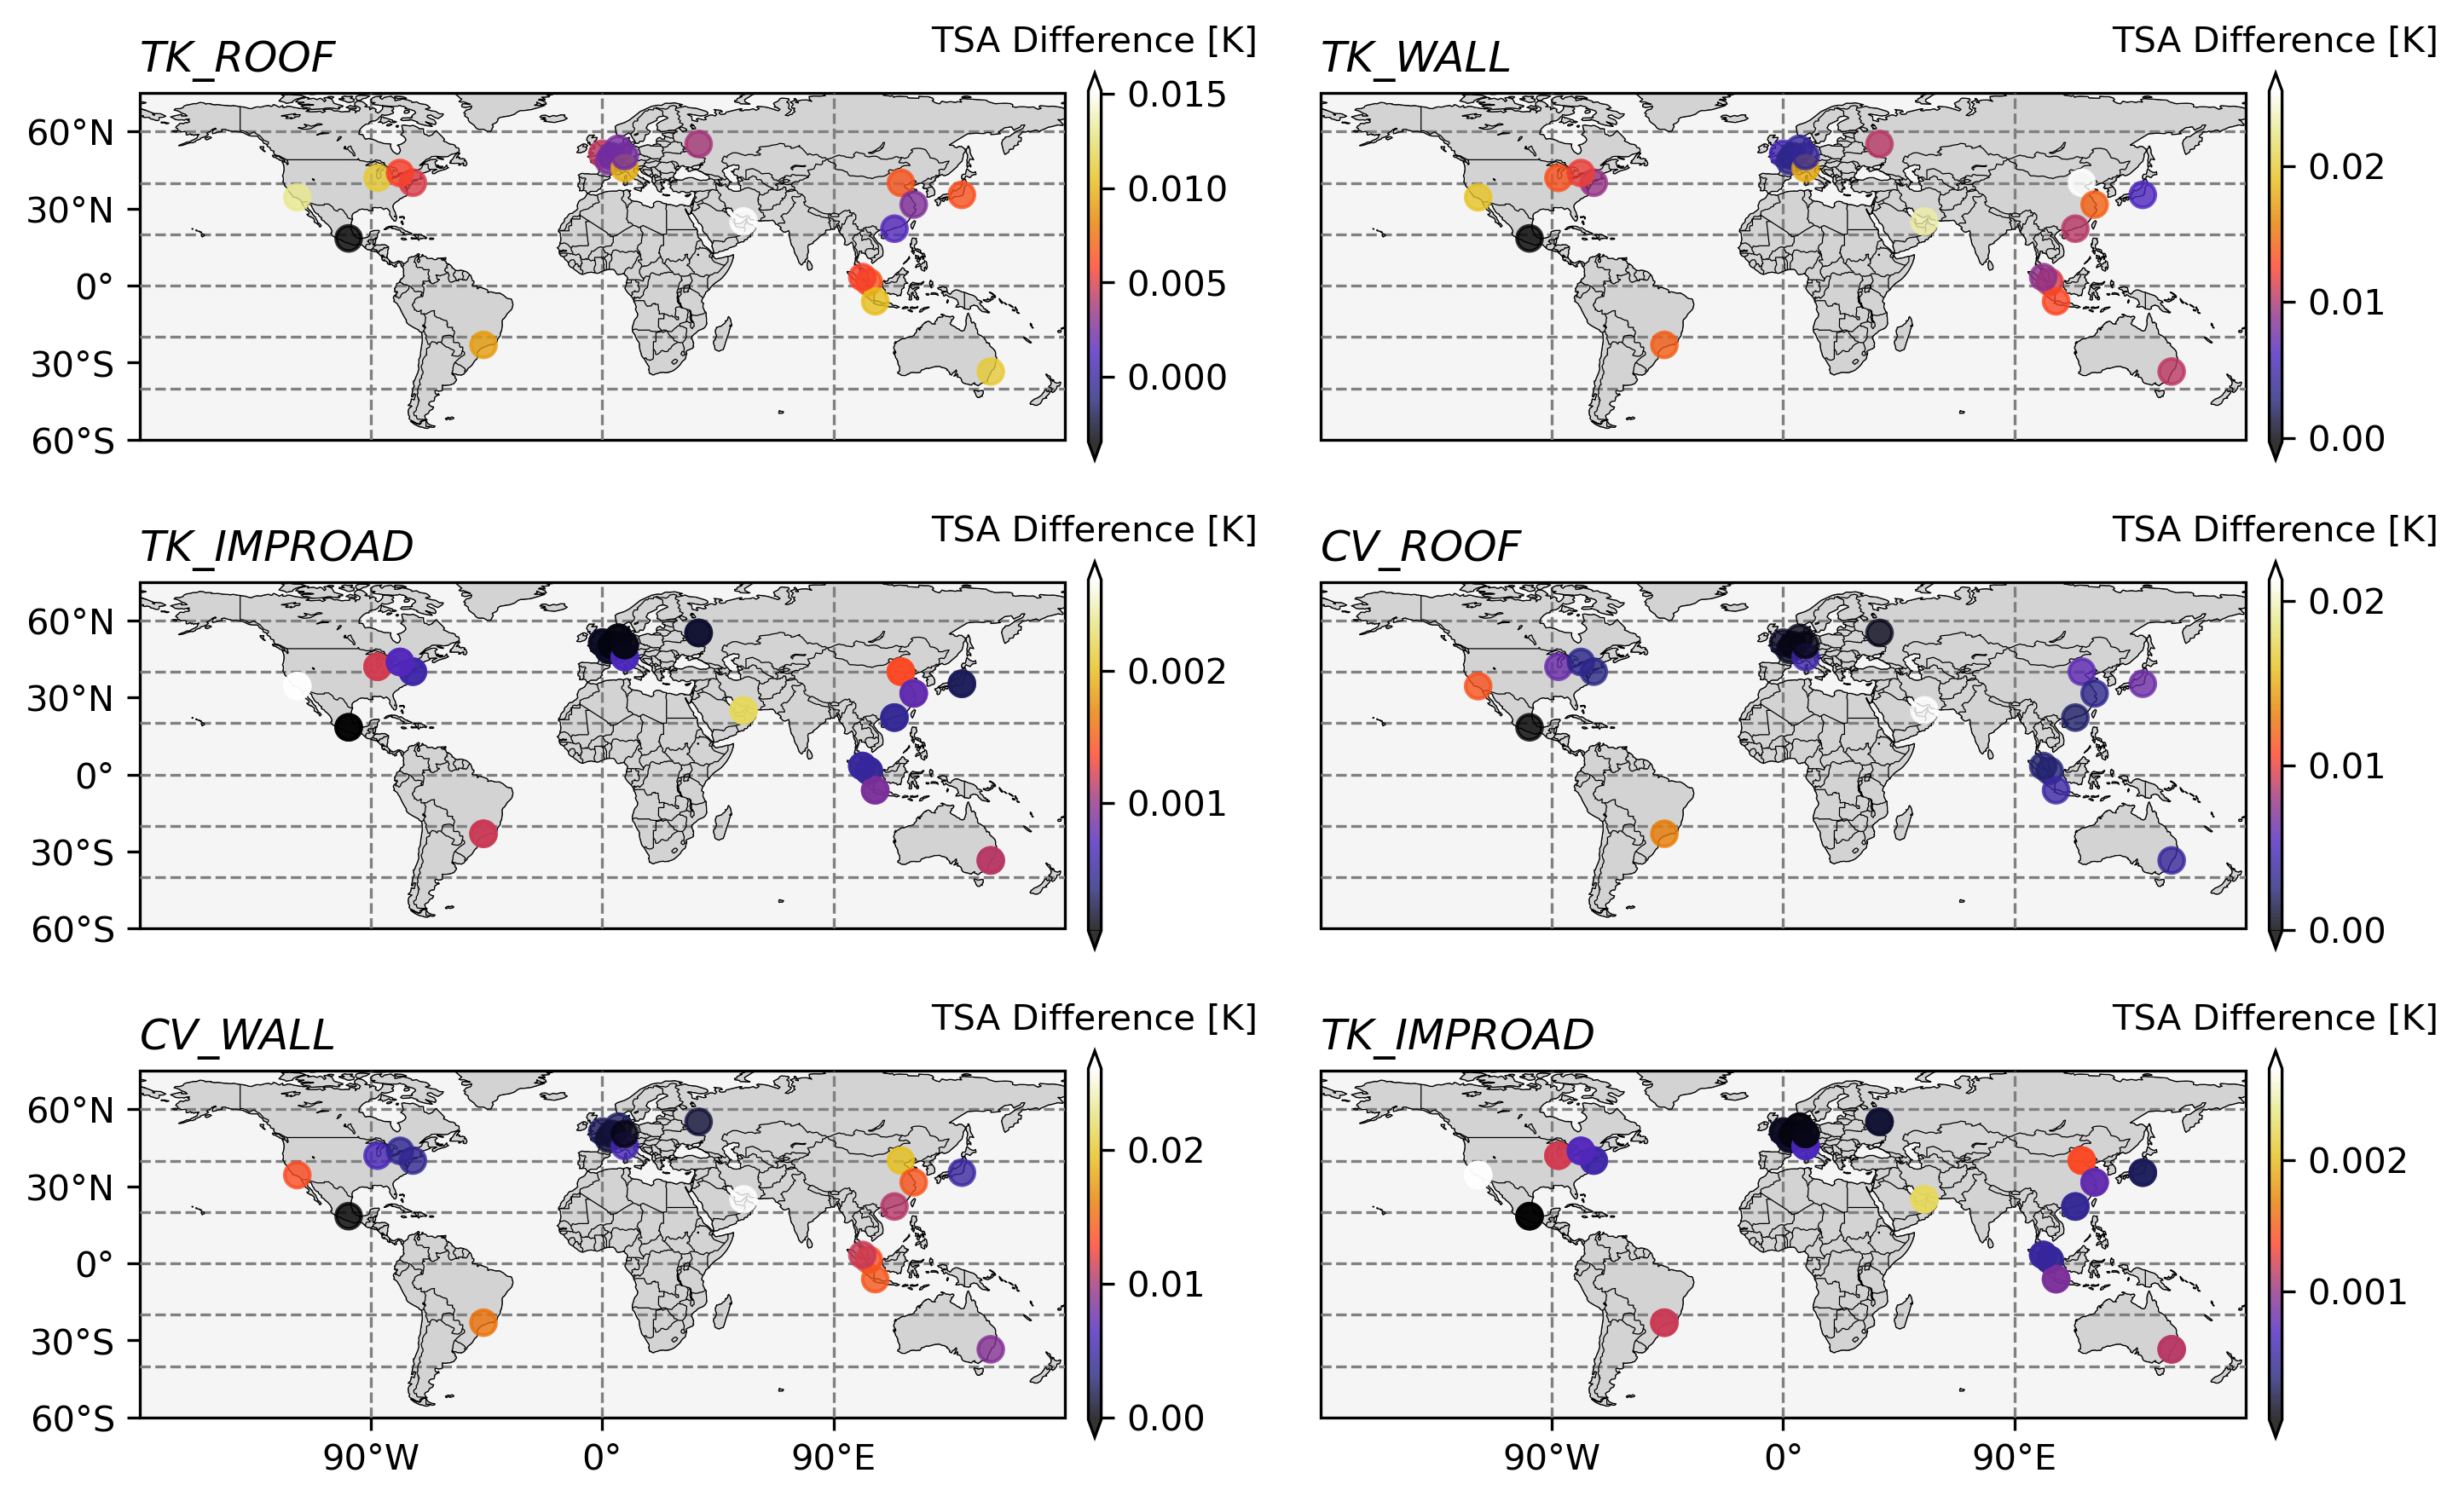 TSA Difference [K]
TK_ROOF
0.015
0.010
0.005
0.000
60°N
30°N
0°
30°S
60°S
TSA Difference [K]
TK_WALL
0.02
0.01
0.00
TSA Difference [K]
TK_IMPROAD
0.002
0.001
60°N
30°N
0°
30°S
60°S
TSA Difference [K]
CV_ROOF
0.02
0.01
0.00
TSA Difference [K]
CV_WALL
0.02
0.01
0.00
60°N
30°N
0°
30°S
60°S
90°W 0° 90°E
TSA Difference [K]
TK_IMPROAD
0.002
0.001
90°W 0° 90°E